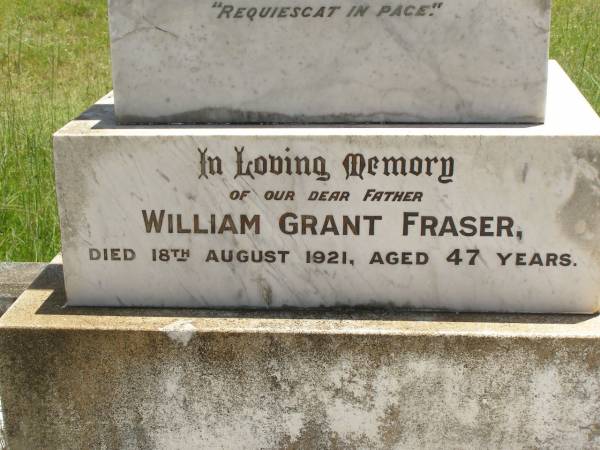 "Requiescat in pace."
In Loving Memory
of our dear Father
William Grant Fraser,
died 18th August 1921, aged 47 years.